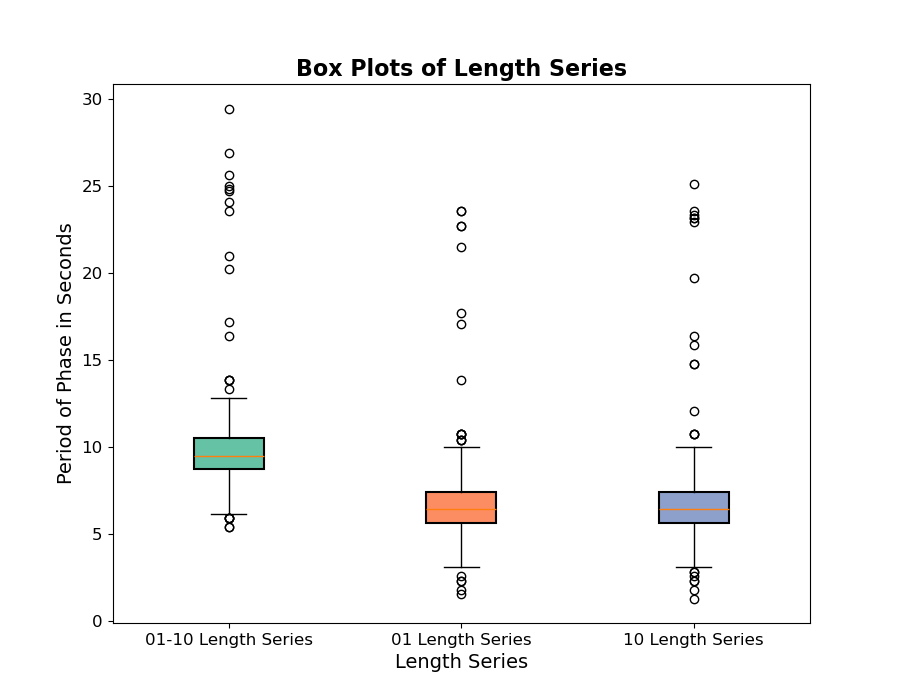 Box Plots of Length Series
30
25
20
15
10
5
0
Period of Phase in Seconds
01-10 Length Series
01 Length Series
10 Length Series
Length Series